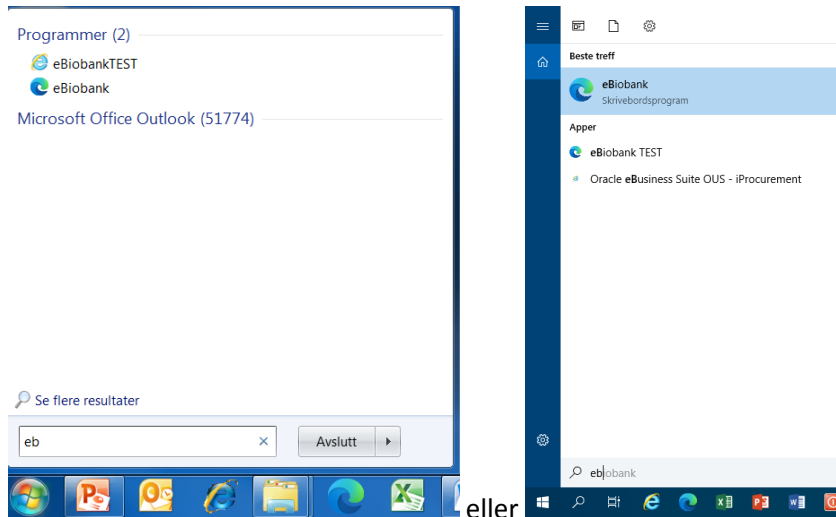 Programmer (2)
eBiobankTEST
eBiobank
Microsoft Office Outlook (51774)
Se flere resultater
eb
Avslutt
eller
Beste treff
eBiobank
Skrivebordsprogram
Apper
eBiobank TEST
Oracle eBusiness Suite OUS - iProcurement
ebiobank